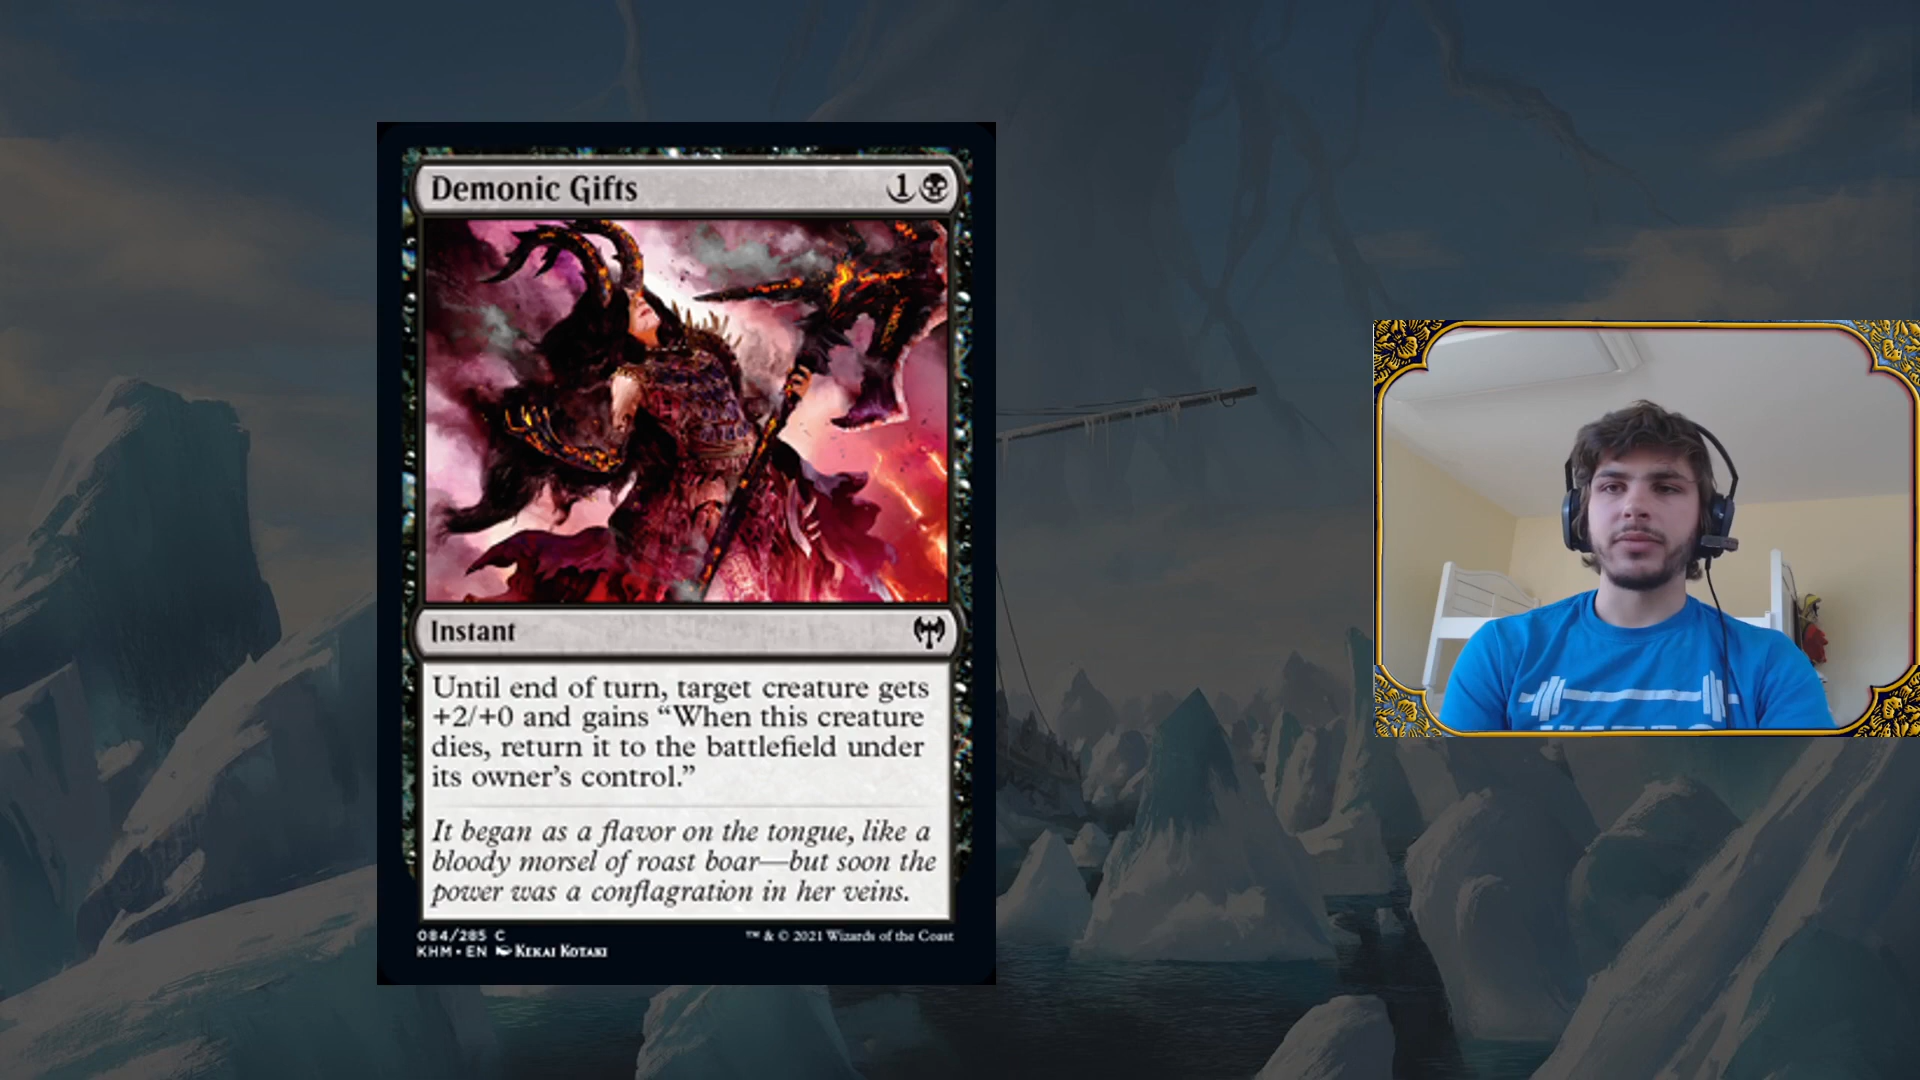 Demonic Gifts 1
Instant
Until end of turn, target creature gets
+2/+0 and gains “When this creature
dies, return it to the battlefield under
its owner’s control.”
It began as a flavor on the tongue, like a
bloody morsel of roast boar—but soon the
power was a conflagration in her veins.
084/285 C
KHM • EN Kekai Kotaki
™ & © 2021 Wizards of the Coast